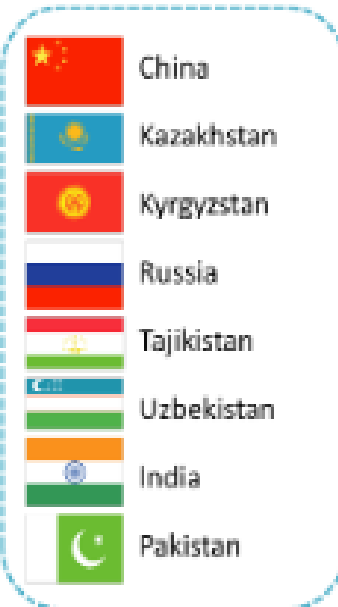 China
Kazakhstan
Kyrgyzstan
Russia
Tajikistan
Uzbekistan
India
Pakistan